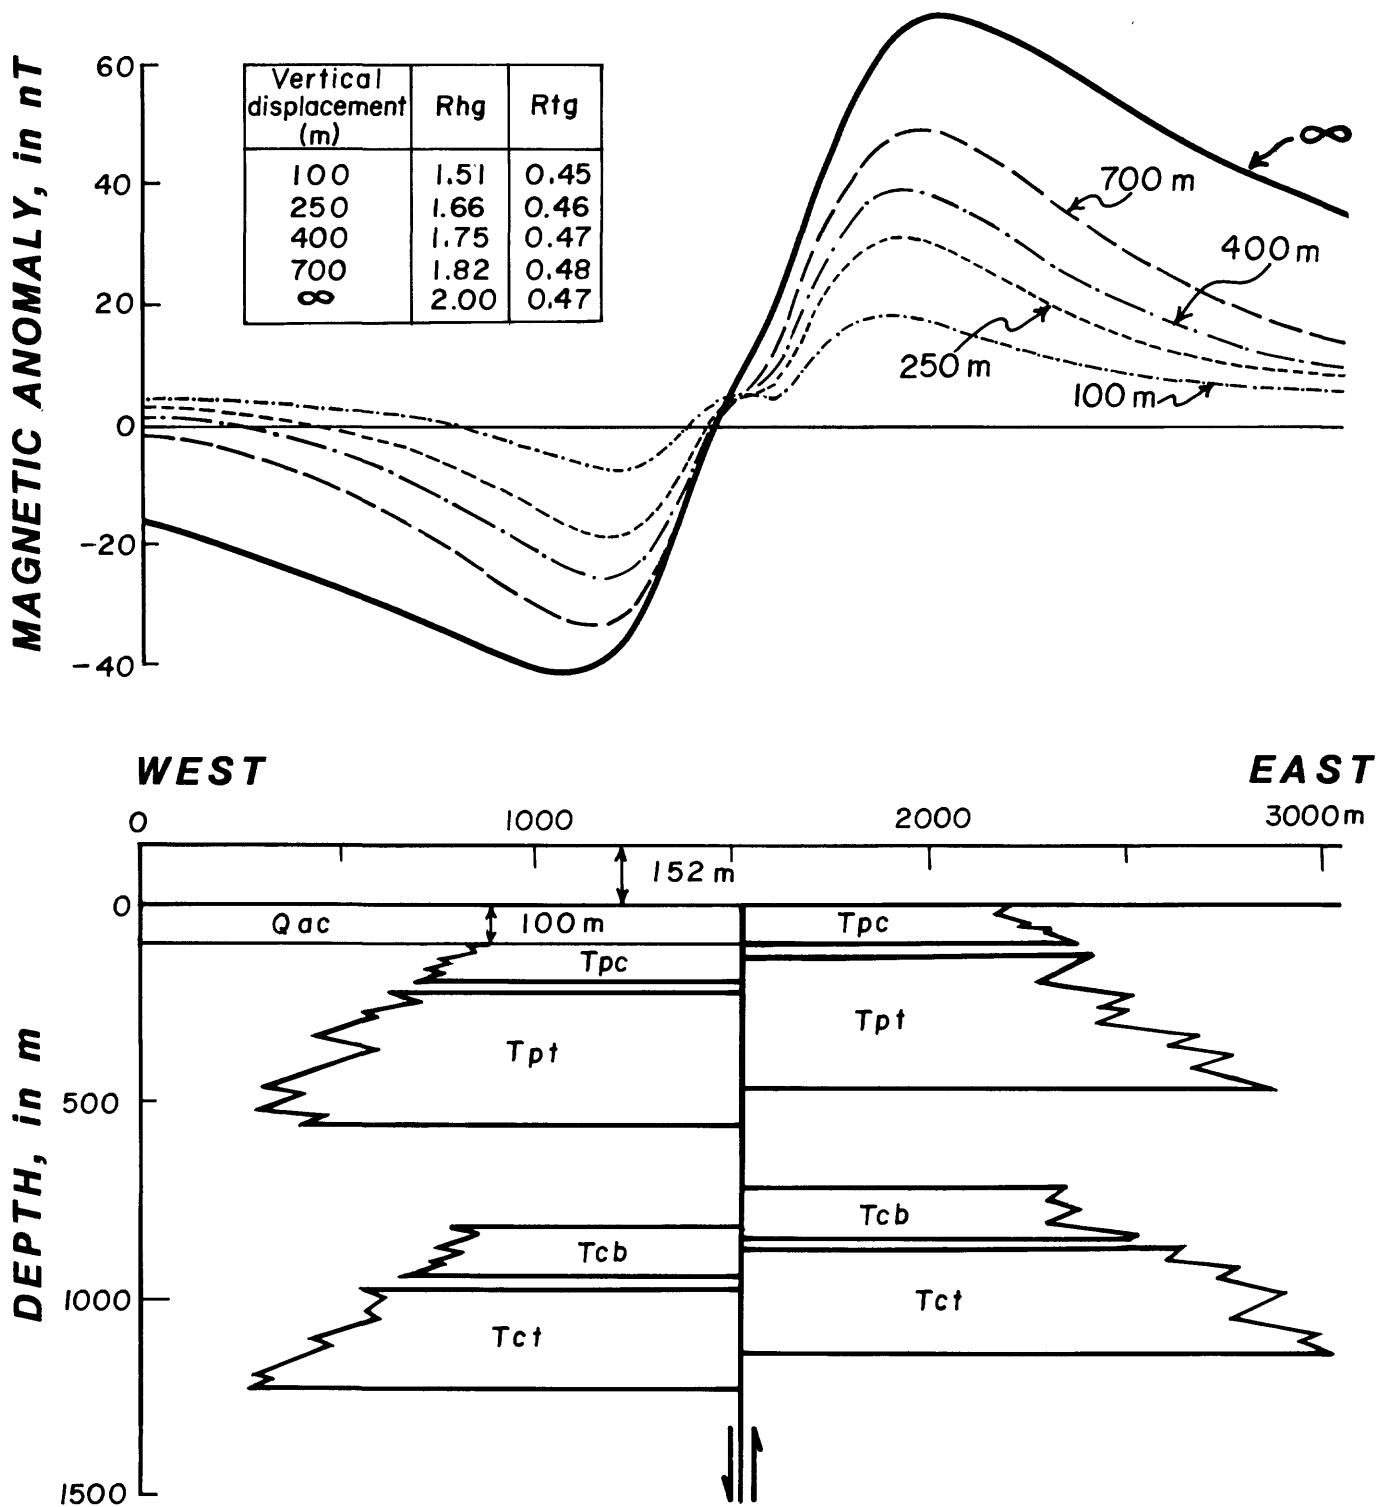 MAGNETIC ANOMALY, in nT
60
40
20
0
-20
-40
Vertical displacement (m) Rhg Rtg
100 1.51 0.45
250 1.66 0.46
400 1.75 0.47
700 1.82 0.48
∞ 2.00 0.47
∞
700 m
400 m
250 m
100 m
WEST EAST
0 1000 2000 3000 m
152 m
DEPTH, in m
0
500
1000
1500
Qac 100 m Tpc
Tpc
Tpt Tpt
Tcb Tcb
Tct Tct